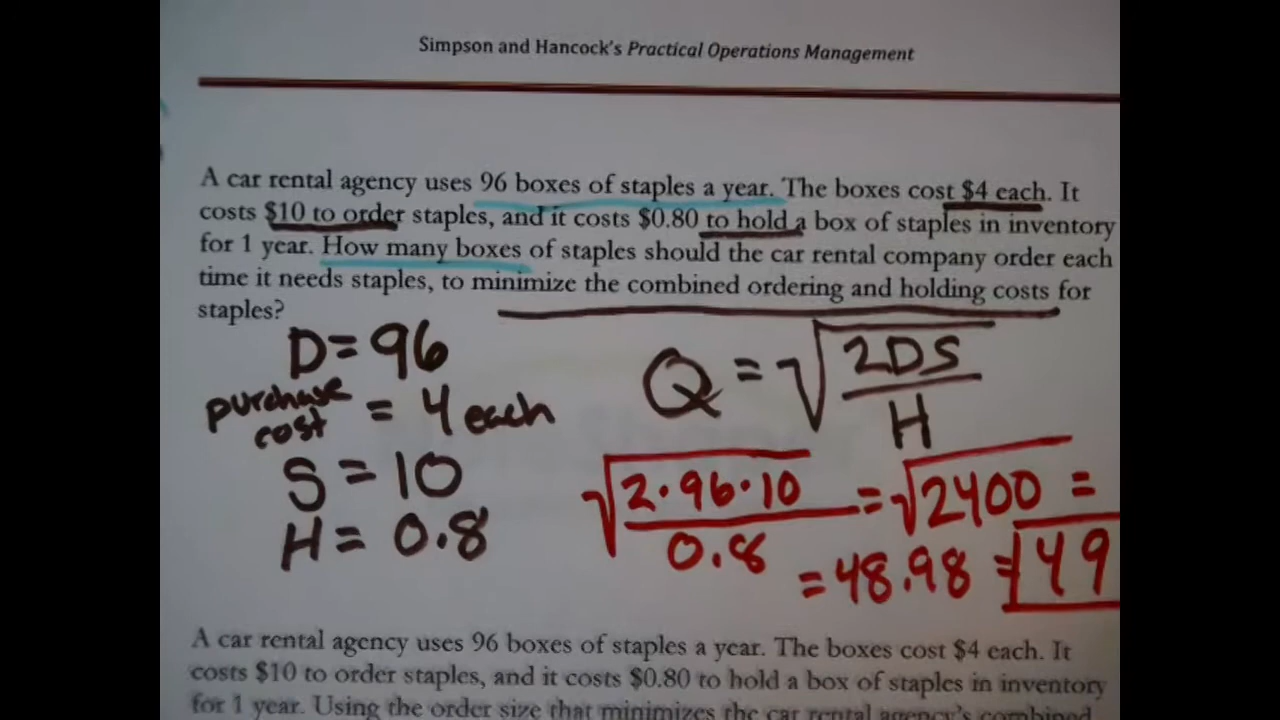 Simpson and Hancock's Practical Operations Management
A car rental agency uses 96 boxes of staples a year. The boxes cost $4 each. It
costs $10 to order staples, and it costs $0.80 to hold a box of staples in inventory
for 1 year. How many boxes of staples should the car rental company order each
time it needs staples, to minimize the combined ordering and holding costs for
staples?
D = 96
purchase cost = 4 each
S = 10
H = 0.8
Q = √2DS/H
√2·96·10/0.8 = √2400 =
= 48.98 = 49
A car rental agency uses 96 boxes of staples a year. The boxes cost $4 each. It
costs $10 to order staples, and it costs $0.80 to hold a box of staples in inventory
for 1 year. Using the order size that minimizes the car rental agency's combined